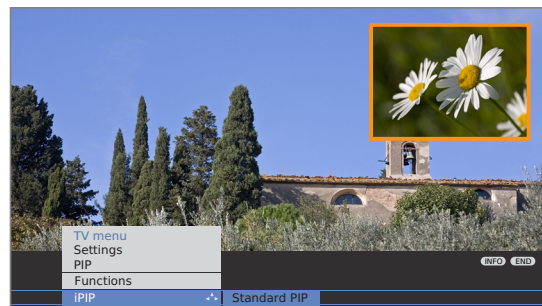 TV menu
Settings
PIP
INFO END
Functions
iPIP Standard PIP